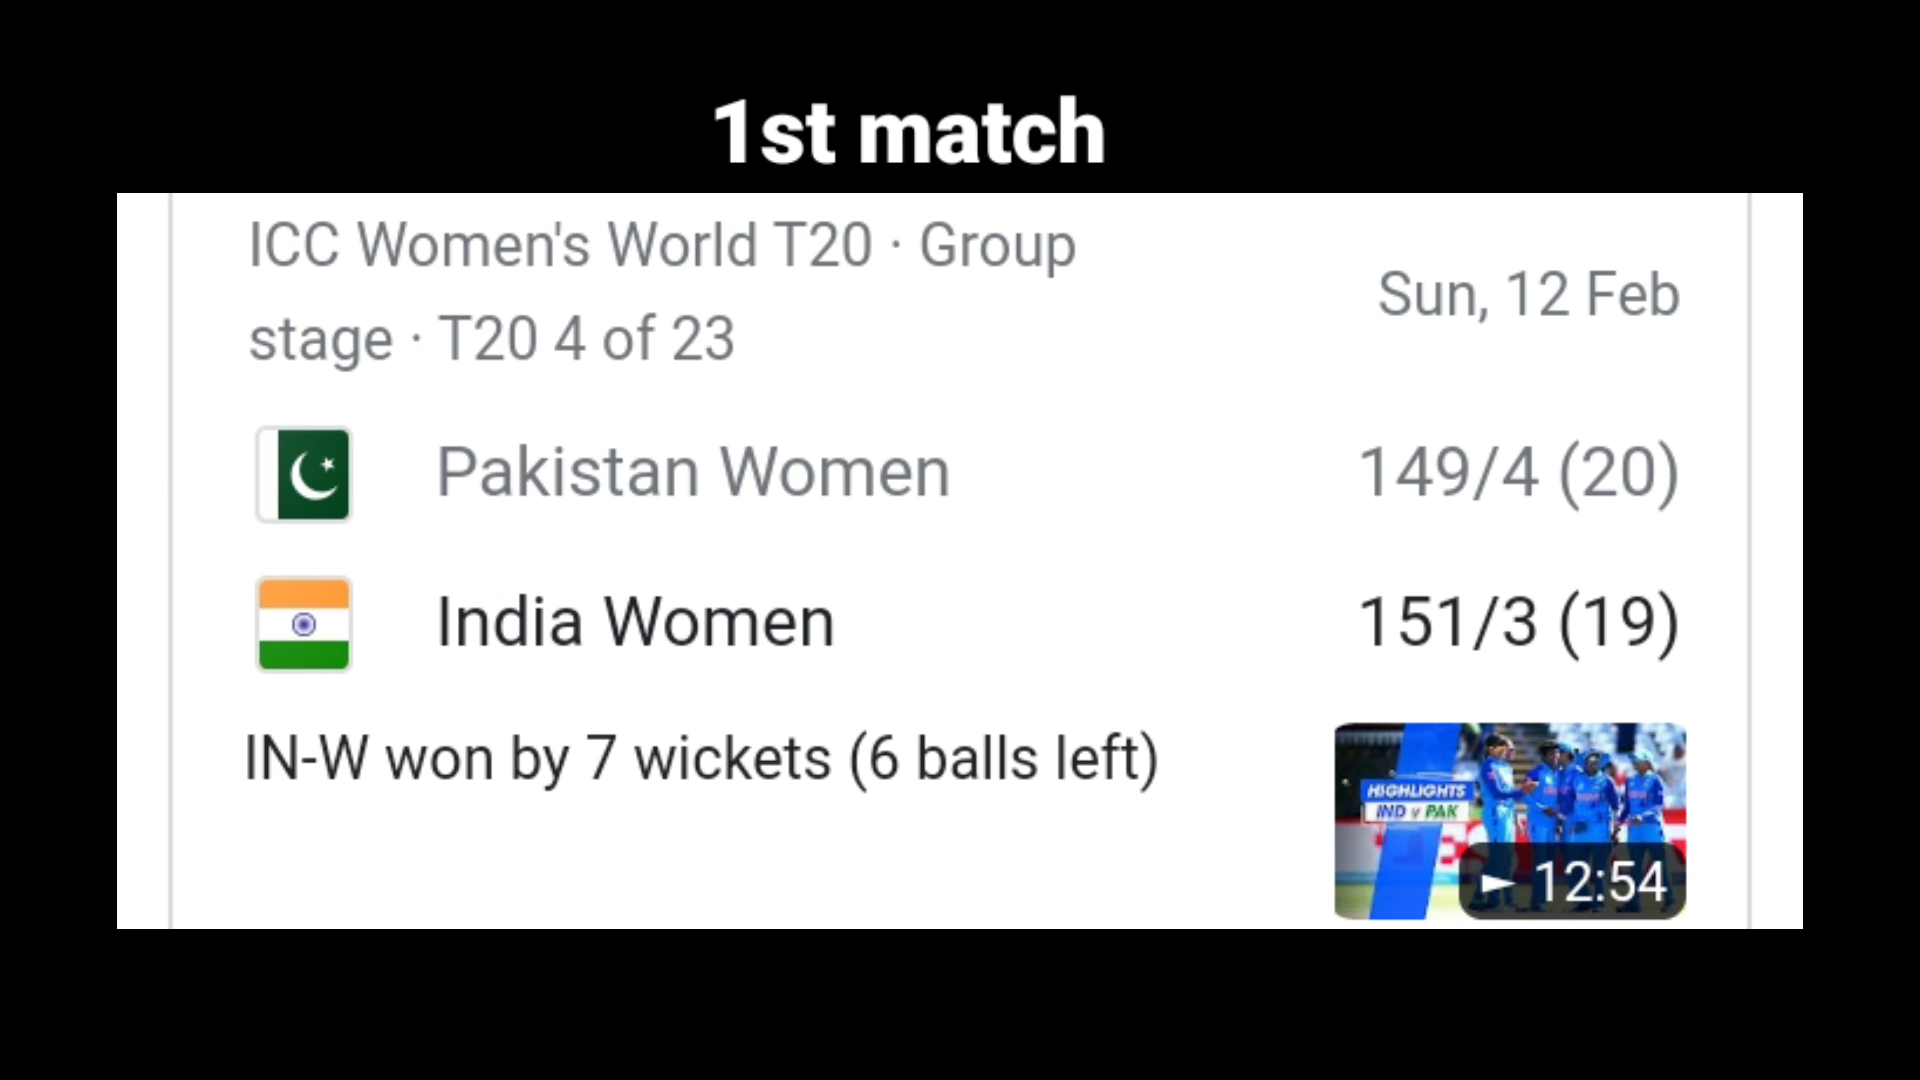 1st match
ICC Women's World T20 · Group
stage · T20 4 of 23
Sun, 12 Feb
Pakistan Women 149/4 (20)
India Women 151/3 (19)
IN-W won by 7 wickets (6 balls left)
HIGHLIGHTS
IND v PAK
12:54